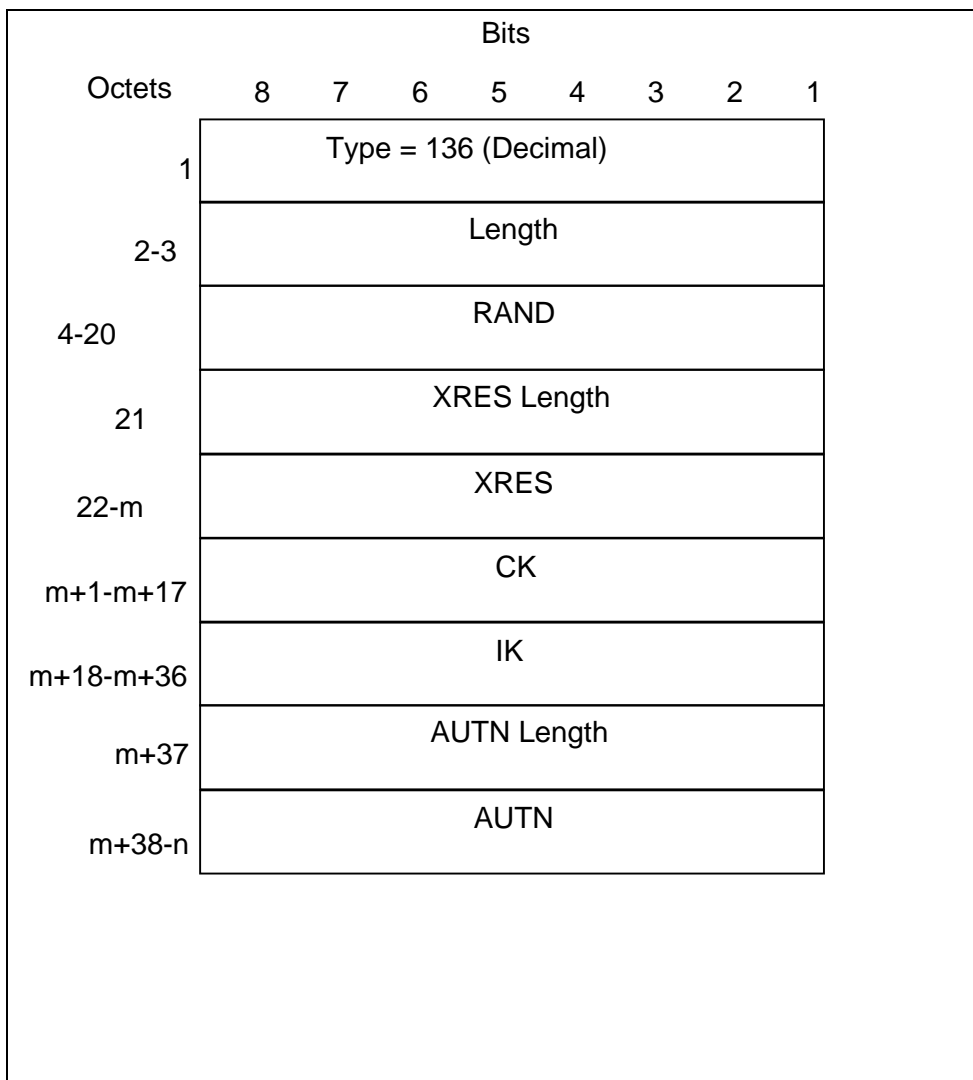 Bits
Octets 8 7 6 5 4 3 2 1
1 Type = 136 (Decimal)
2-3 Length
4-20 RAND
21 XRES Length
22-m XRES
m+1-m+17 CK
m+18-m+36 IK
m+37 AUTN Length
m+38-n AUTN